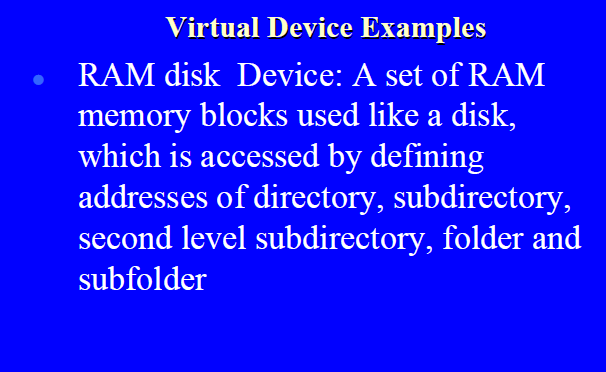 Virtual Device Examples
RAM disk  Device: A set of RAM
memory blocks used like a disk,
which is accessed by defining
addresses of directory, subdirectory,
second level subdirectory, folder and
subfolder